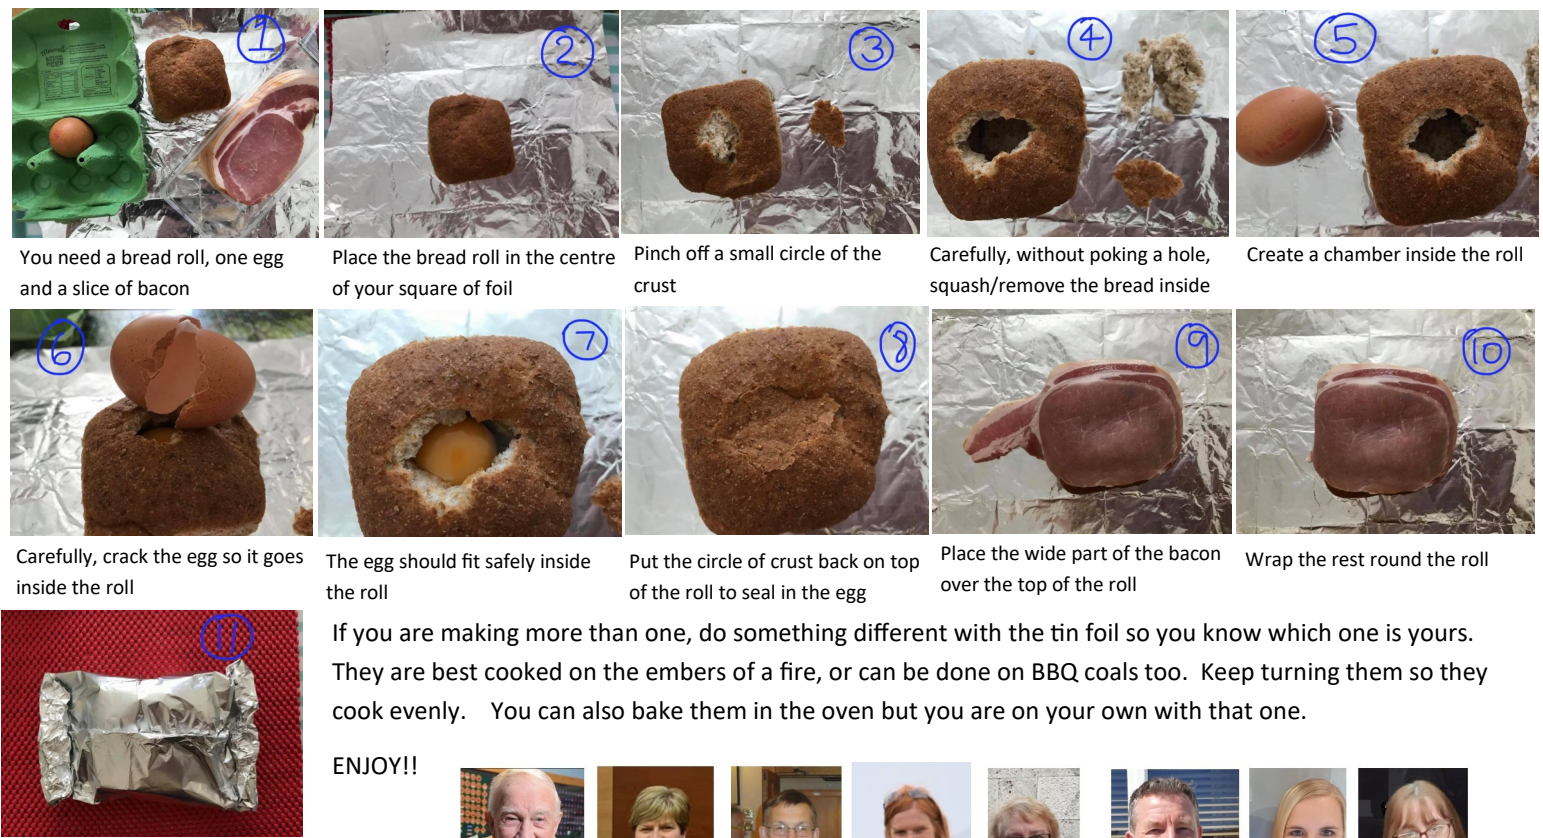 1
2
3
4
5
You need a bread roll, one egg
and a slice of bacon
Place the bread roll in the centre
of your square of foil
Pinch off a small circle of the
crust
Carefully, without poking a hole,
squash/remove the bread inside
Create a chamber inside the roll
6
7
8
9
10
Carefully, crack the egg so it goes
inside the roll
The egg should fit safely inside
the roll
Put the circle of crust back on top
of the roll to seal in the egg
Place the wide part of the bacon
over the top of the roll
Wrap the rest round the roll
11
If you are making more than one, do something different with the tin foil so you know which one is yours.
They are best cooked on the embers of a fire, or can be done on BBQ coals too. Keep turning them so they
cook evenly. You can also bake them in the oven but you are on your own with that one.
ENJOY!!